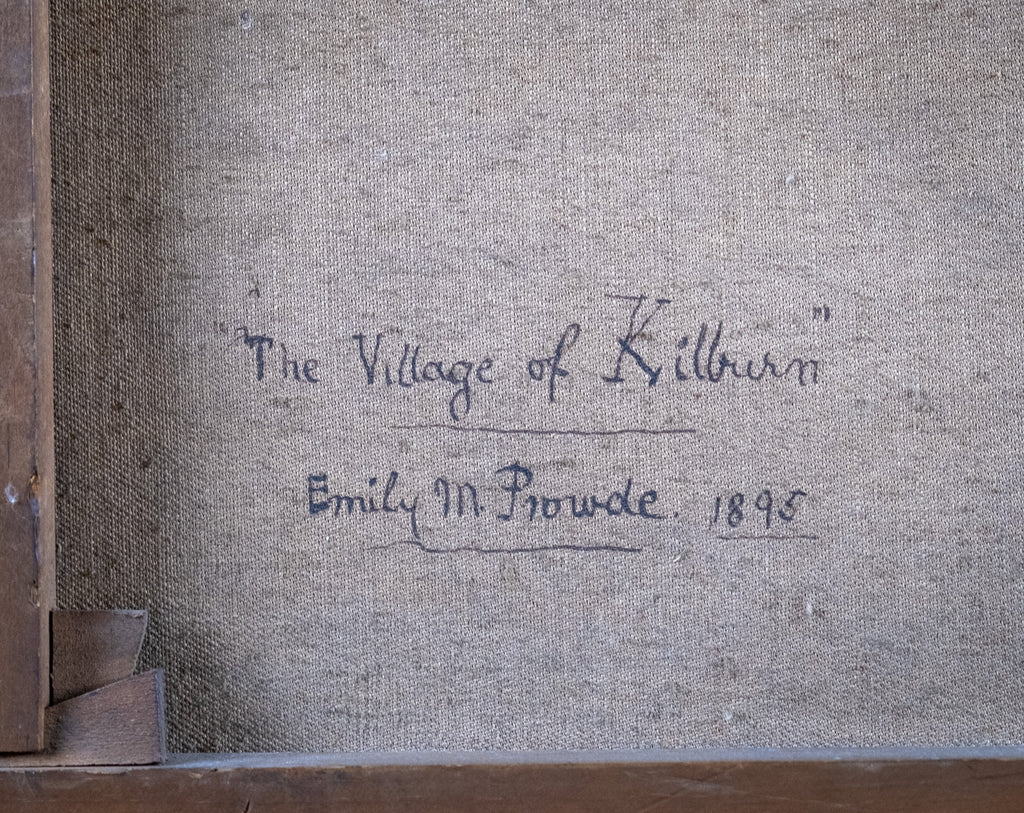 "The Village of Kilburn"
Emily M. Prowde. 1895